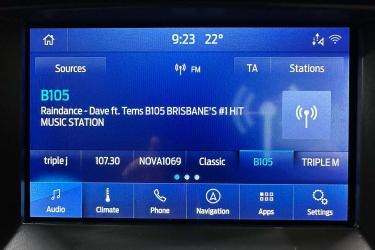 9:23 22°
Sources FM TA Stations
B105
Raindance - Dave ft. Tems B105 BRISBANE'S #1 HIT
MUSIC STATION
triple j 107.30 NOVA1069 Classic B105 TRIPLE M
Audio Climate Phone Navigation Apps Settings